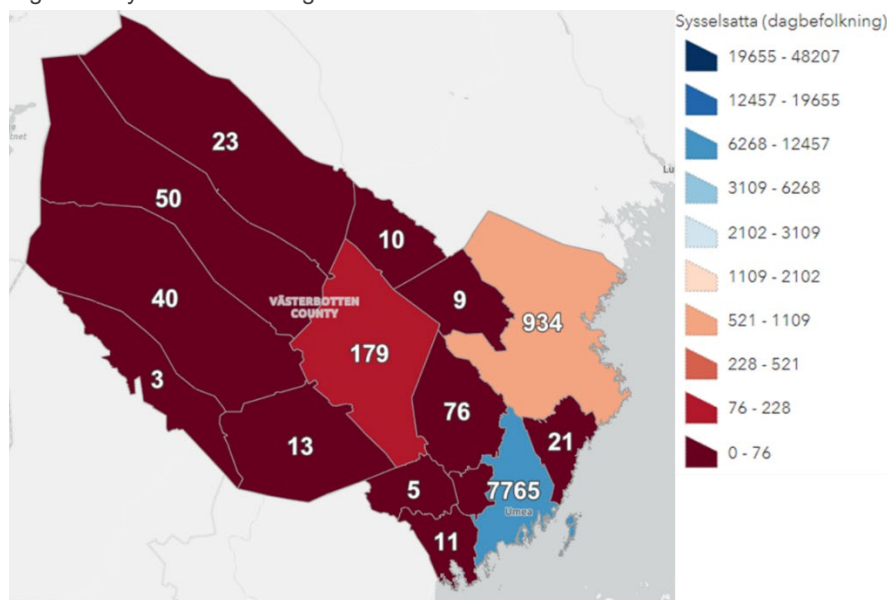 Sysselsatta (dagbefolkning)
19655 - 48207
12457 - 19655
6268 - 12457
3109 - 6268
2102 - 3109
1109 - 2102
521 - 1109
228 - 521
76 - 228
0 - 76
23
50
10
40
9
VÄSTERBOTTEN
COUNTY
934
179
3
76
13
21
5
7765
Umea
11
Lu